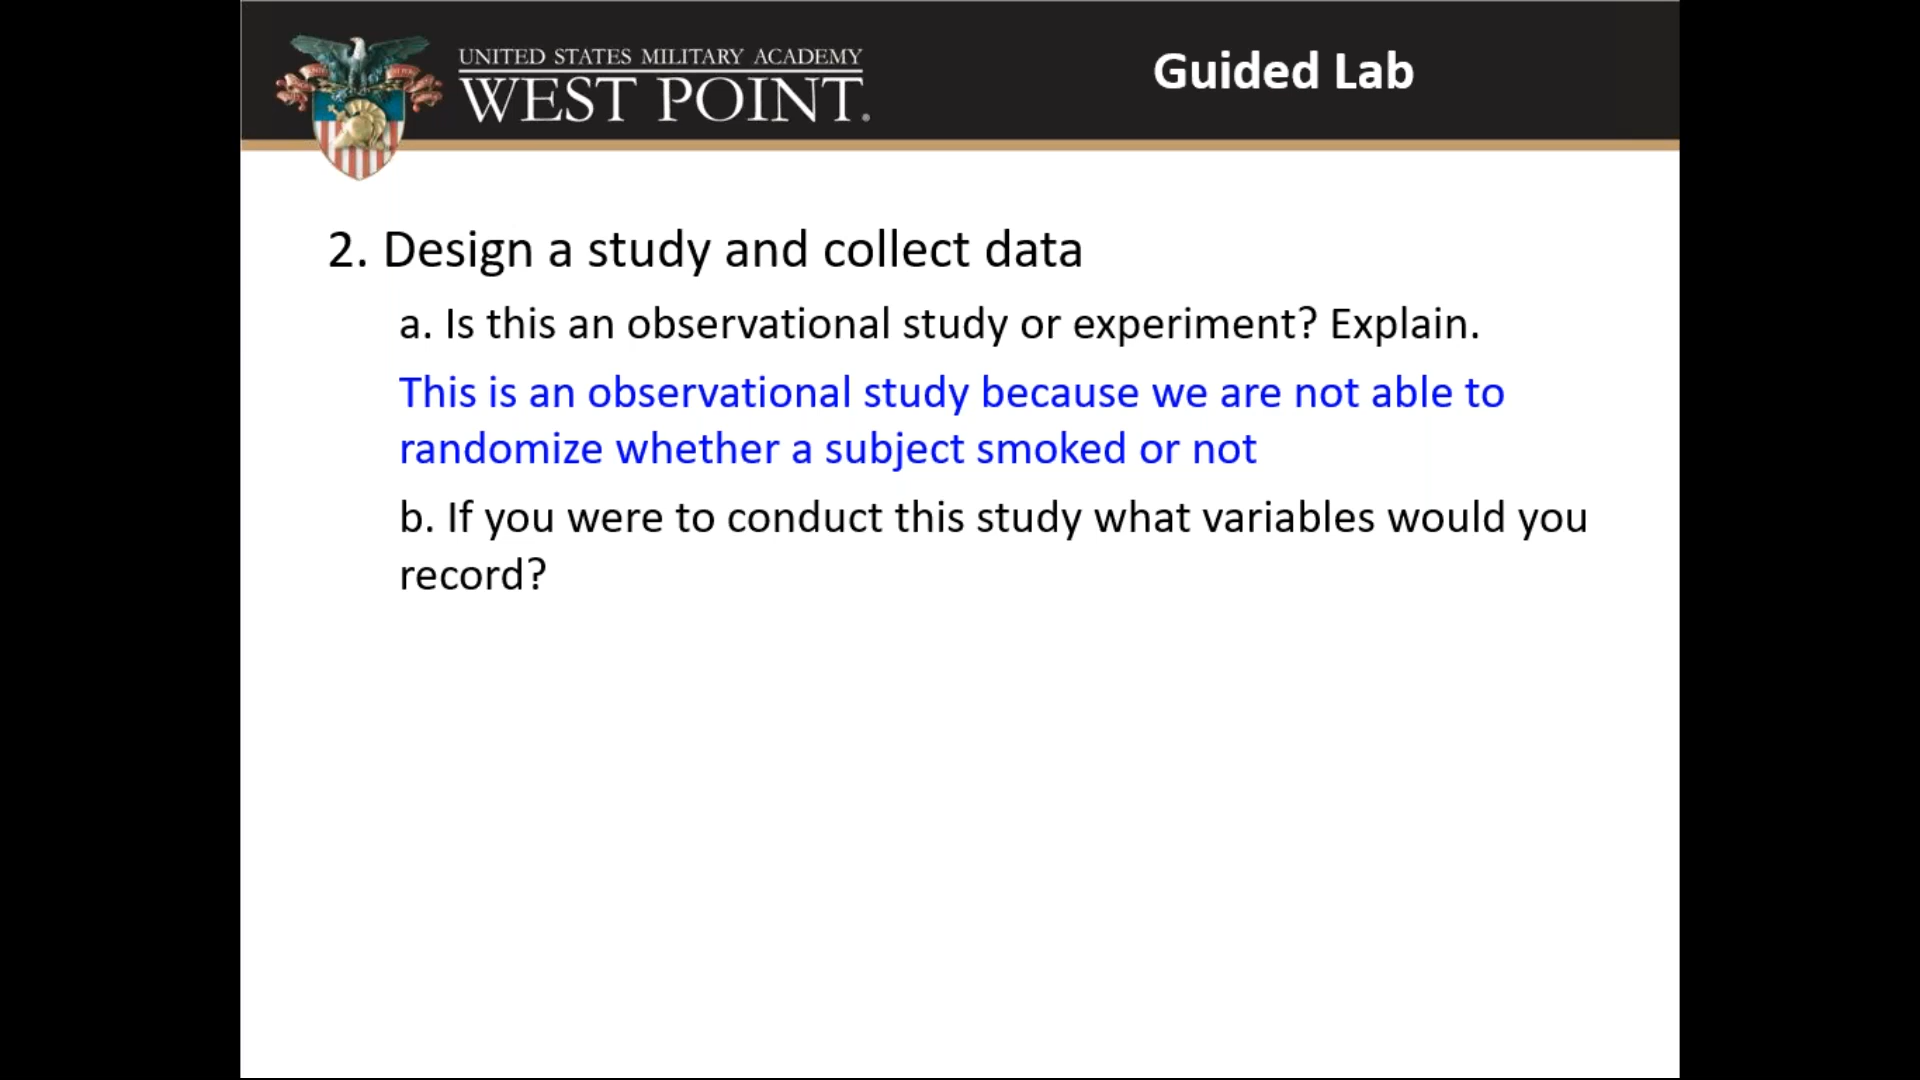 UNITED STATES MILITARY ACADEMY
WEST POINT.
Guided Lab
2. Design a study and collect data
a. Is this an observational study or experiment? Explain.
This is an observational study because we are not able to
randomize whether a subject smoked or not
b. If you were to conduct this study what variables would you
record?